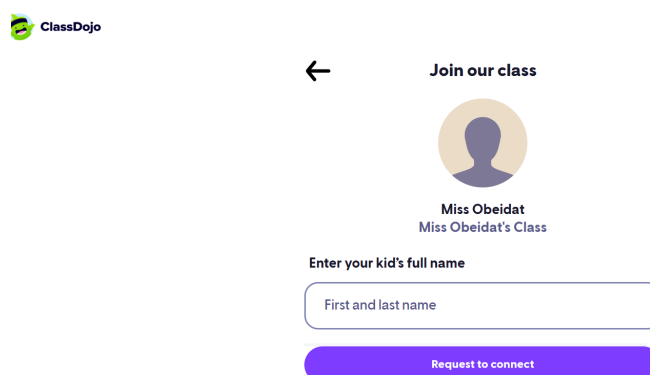 ClassDojo
Join our class
Miss Obeidat
Miss Obeidat's Class
Enter your kid's full name
First and last name
Request to connect